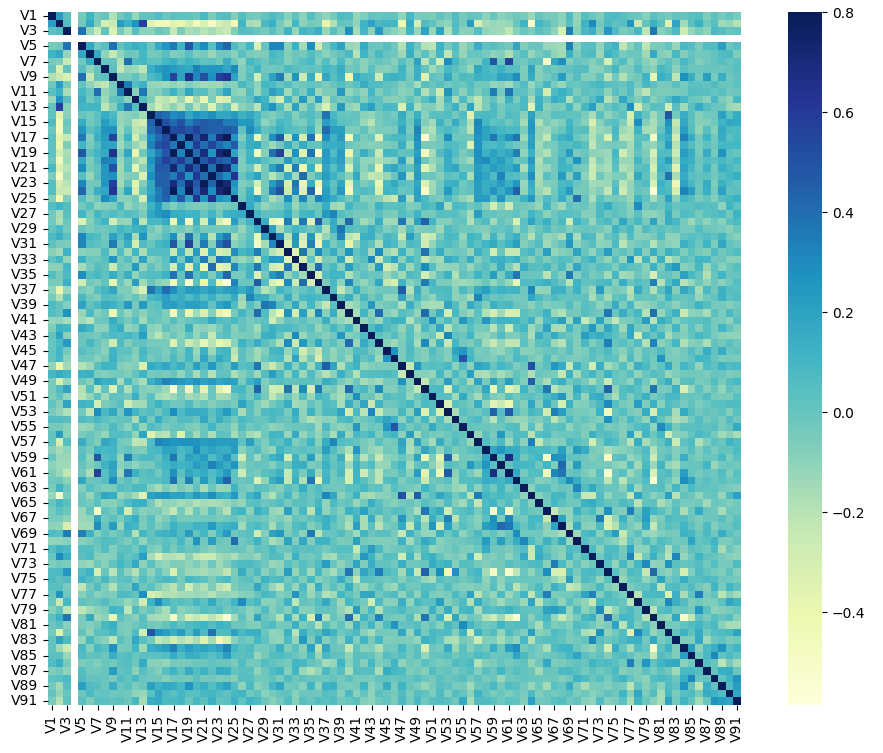 V1
V3
V5
V7
V9
V11
V13
V15
V17
V19
V21
V23
V25
V27
V29
V31
V33
V35
V37
V39
V41
V43
V45
V47
V49
V51
V53
V55
V57
V59
V61
V63
V65
V67
V69
V71
V73
V75
V77
V79
V81
V83
V85
V87
V89
V91
V1 V3 V5 V7 V9 V11 V13 V15 V17 V19 V21 V23 V25 V27 V29 V31 V33 V35 V37 V39 V41 V43 V45 V47 V49 V51 V53 V55 V57 V59 V61 V63 V65 V67 V69 V71 V73 V75 V77 V79 V81 V83 V85 V87 V89 V91
0.8
0.6
0.4
0.2
0.0
−0.2
−0.4